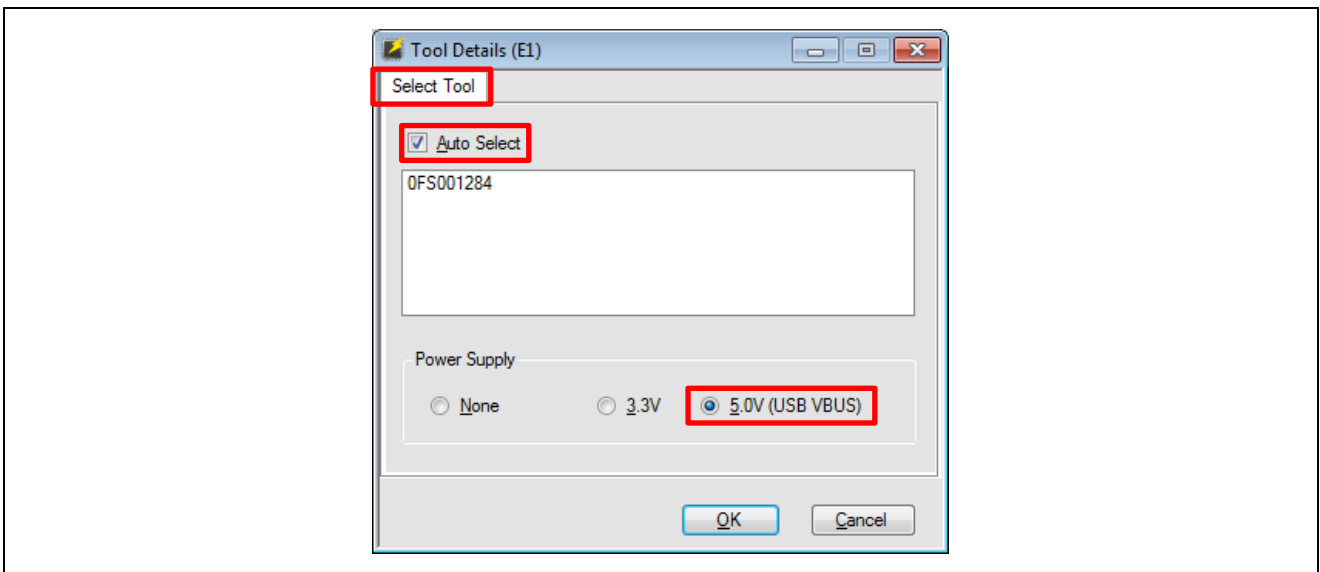 Tool Details (E1)
Select Tool
Auto Select
0FS001284
Power Supply
None 3.3V 5.0V (USB VBUS)
OK Cancel